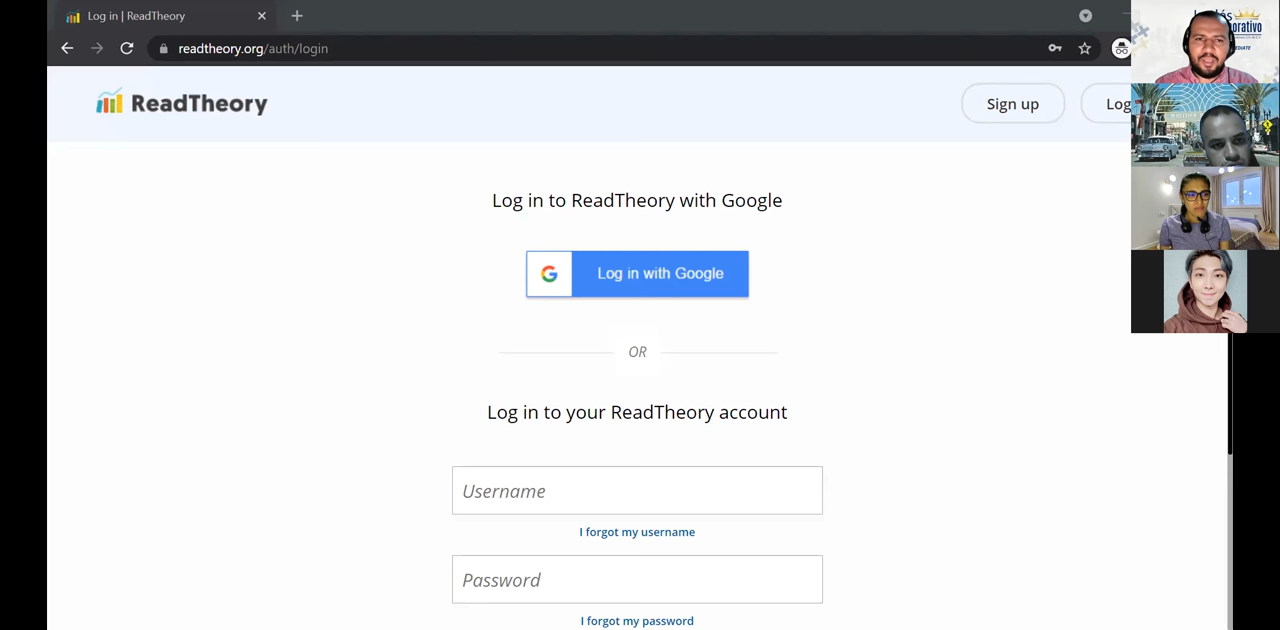 Log in | ReadTheory
readtheory.org/auth/login
ReadTheory
Sign up
Log
Log in to ReadTheory with Google
G
Log in with Google
OR
Log in to your ReadTheory account
Username
I forgot my username
Password
I forgot my password